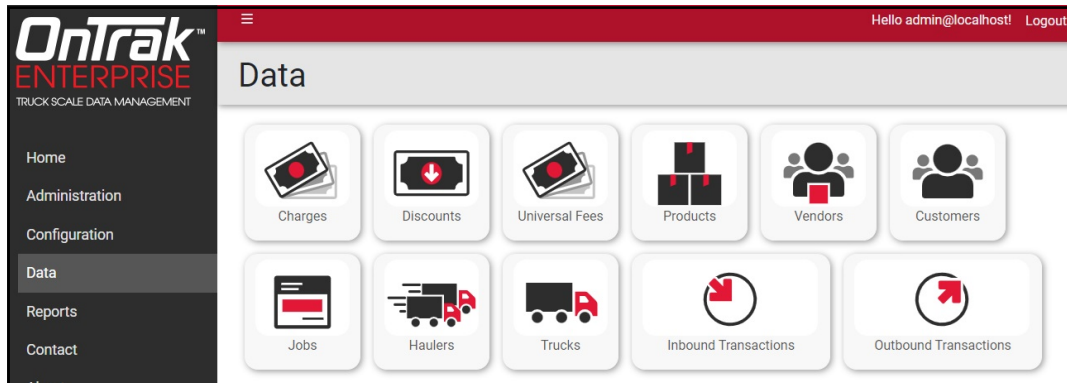 OnTrak™
ENTERPRISE
TRUCK SCALE DATA MANAGEMENT
Home
Administration
Configuration
Data
Reports
Contact
Hello admin@localhost! Logout
Data
Charges Discounts Universal Fees Products Vendors Customers
Jobs Haulers Trucks Inbound Transactions Outbound Transactions